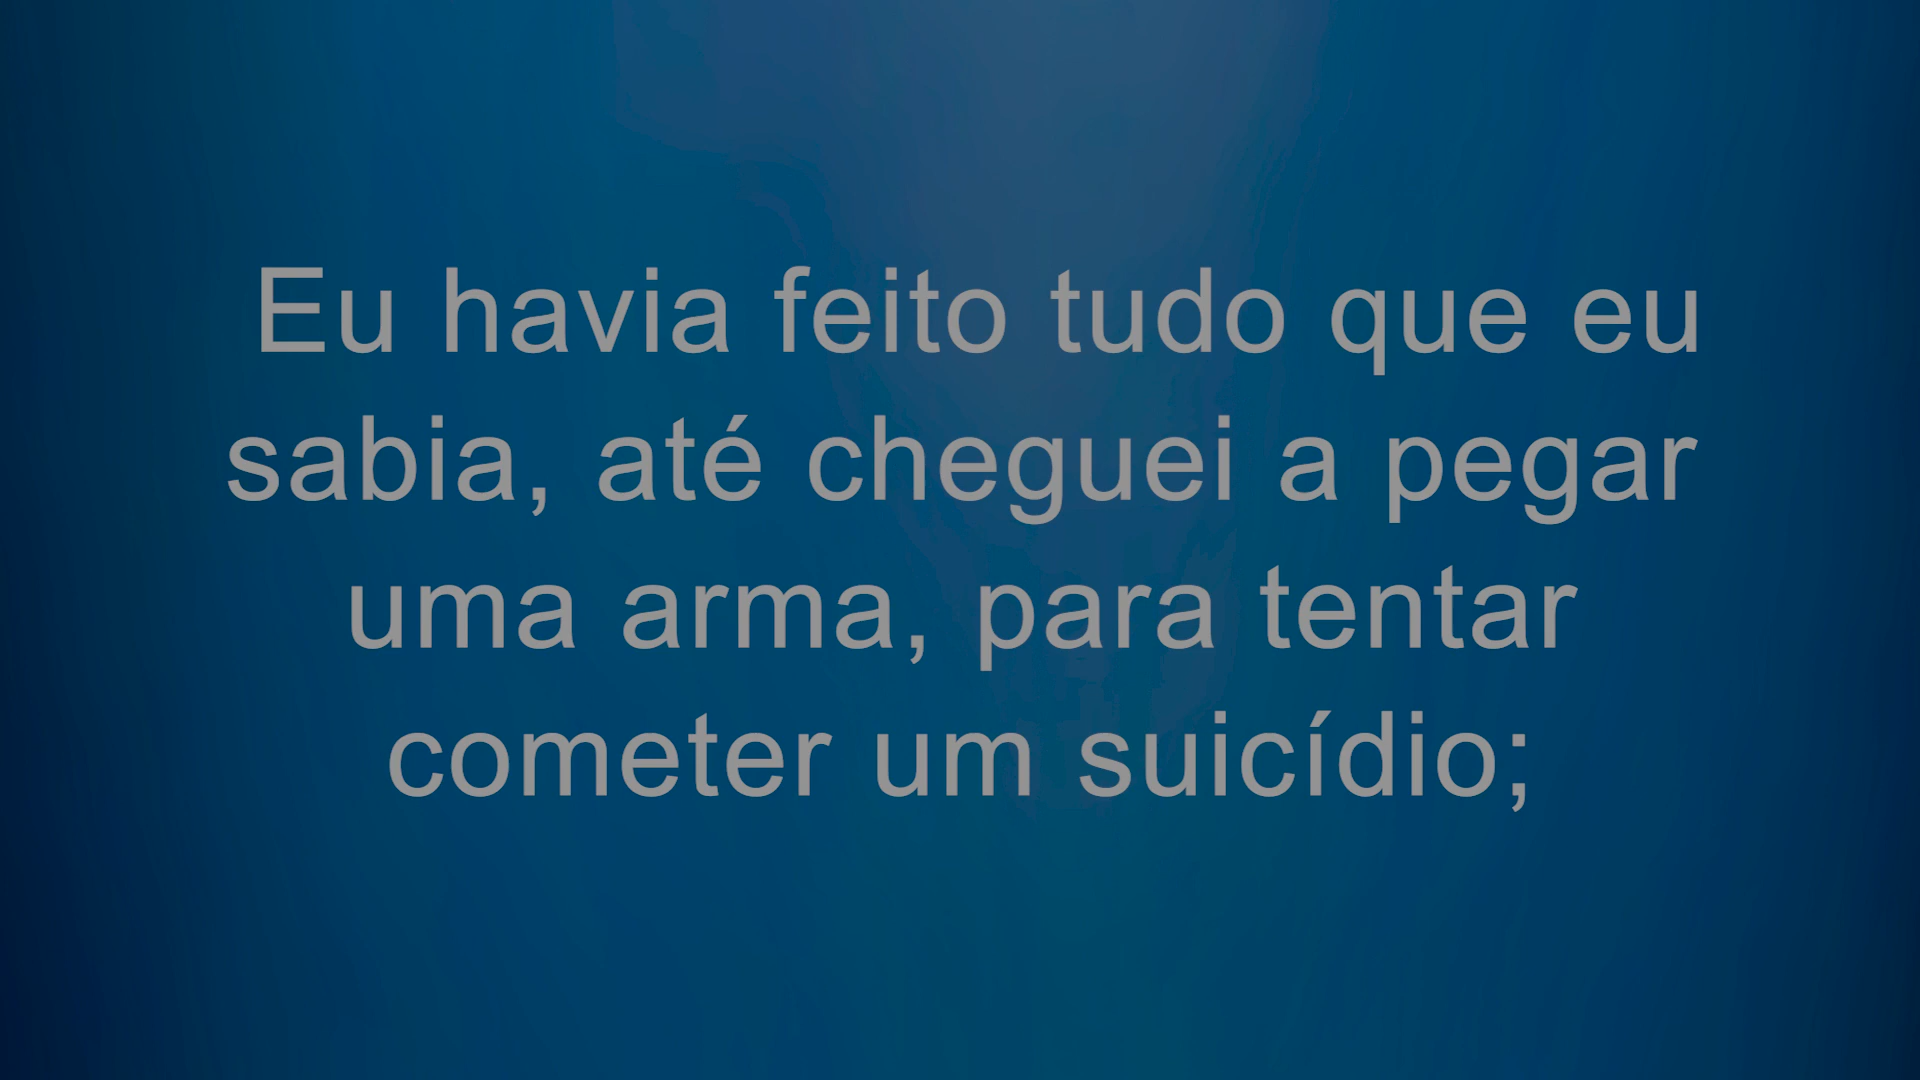 Eu havia feito tudo que eu
sabia, até cheguei a pegar
uma arma, para tentar
cometer um suicídio;